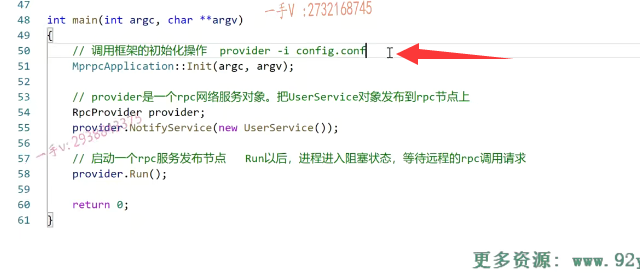 一手V :2732168745
47
48 int main(int argc, char **argv)
49 {
50 // 调用框架的初始化操作 provider -i config.conf
51 MprpcApplication::Init(argc, argv);
52
53 // provider是一个rpc网络服务对象。把UserService对象发布到rpc节点上
54 RpcProvider provider;
55 provider.NotifyService(new UserService());
56
57 // 启动一个rpc服务发布节点 Run以后，进程进入阻塞状态，等待远程的rpc调用请求
58 provider.Run();
59
60 return 0;
61 }
更多资源: www.92y